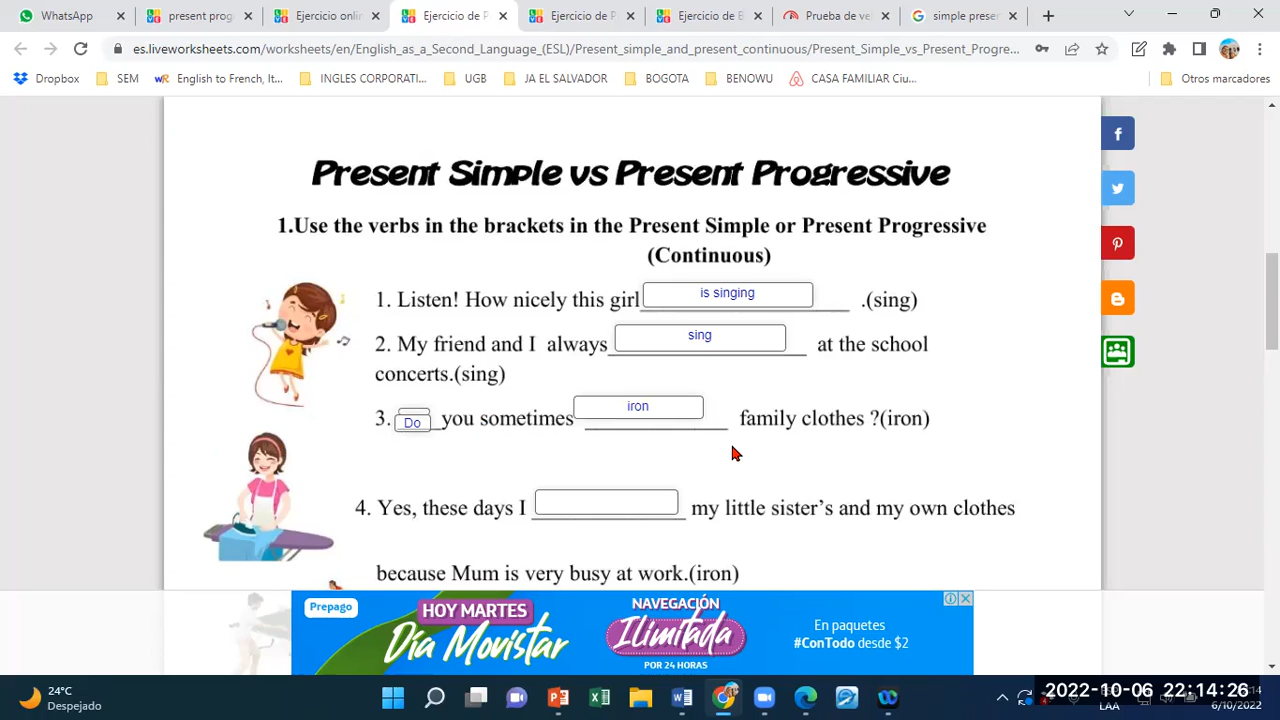 WhatsApp
present prog
Ejercicio onlin
Ejercicio de P
Ejercicio de P
Ejercicio de E
Prueba de vel
simple preser
es.liveworksheets.com/worksheets/en/English_as_a_Second_Language_(ESL)/Present_simple_and_present_continuous/Present_Simple_vs_Present_Progre...
Dropbox
SEM
English to French, It...
INGLES CORPORATI...
UGB
JA EL SALVADOR
BOGOTA
BENOWU
CASA FAMILIAR Ciu...
Otros marcadores
Present Simple vs Present Progressive
1.Use the verbs in the brackets in the Present Simple or Present Progressive
(Continuous)
1. Listen! How nicely this girl is singing .(sing)
2. My friend and I always sing at the school
concerts.(sing)
3. Do you sometimes iron family clothes ?(iron)
4. Yes, these days I my little sister's and my own clothes
because Mum is very busy at work.(iron)
Prepago
HOY MARTES
Día Movistar
NAVEGACIÓN
Ilimitada
POR 24 HORAS
En paquetes
#ConTodo desde $2
24°C
Despejado
2022-10-06 22:14:26
LAA
6/10/2022